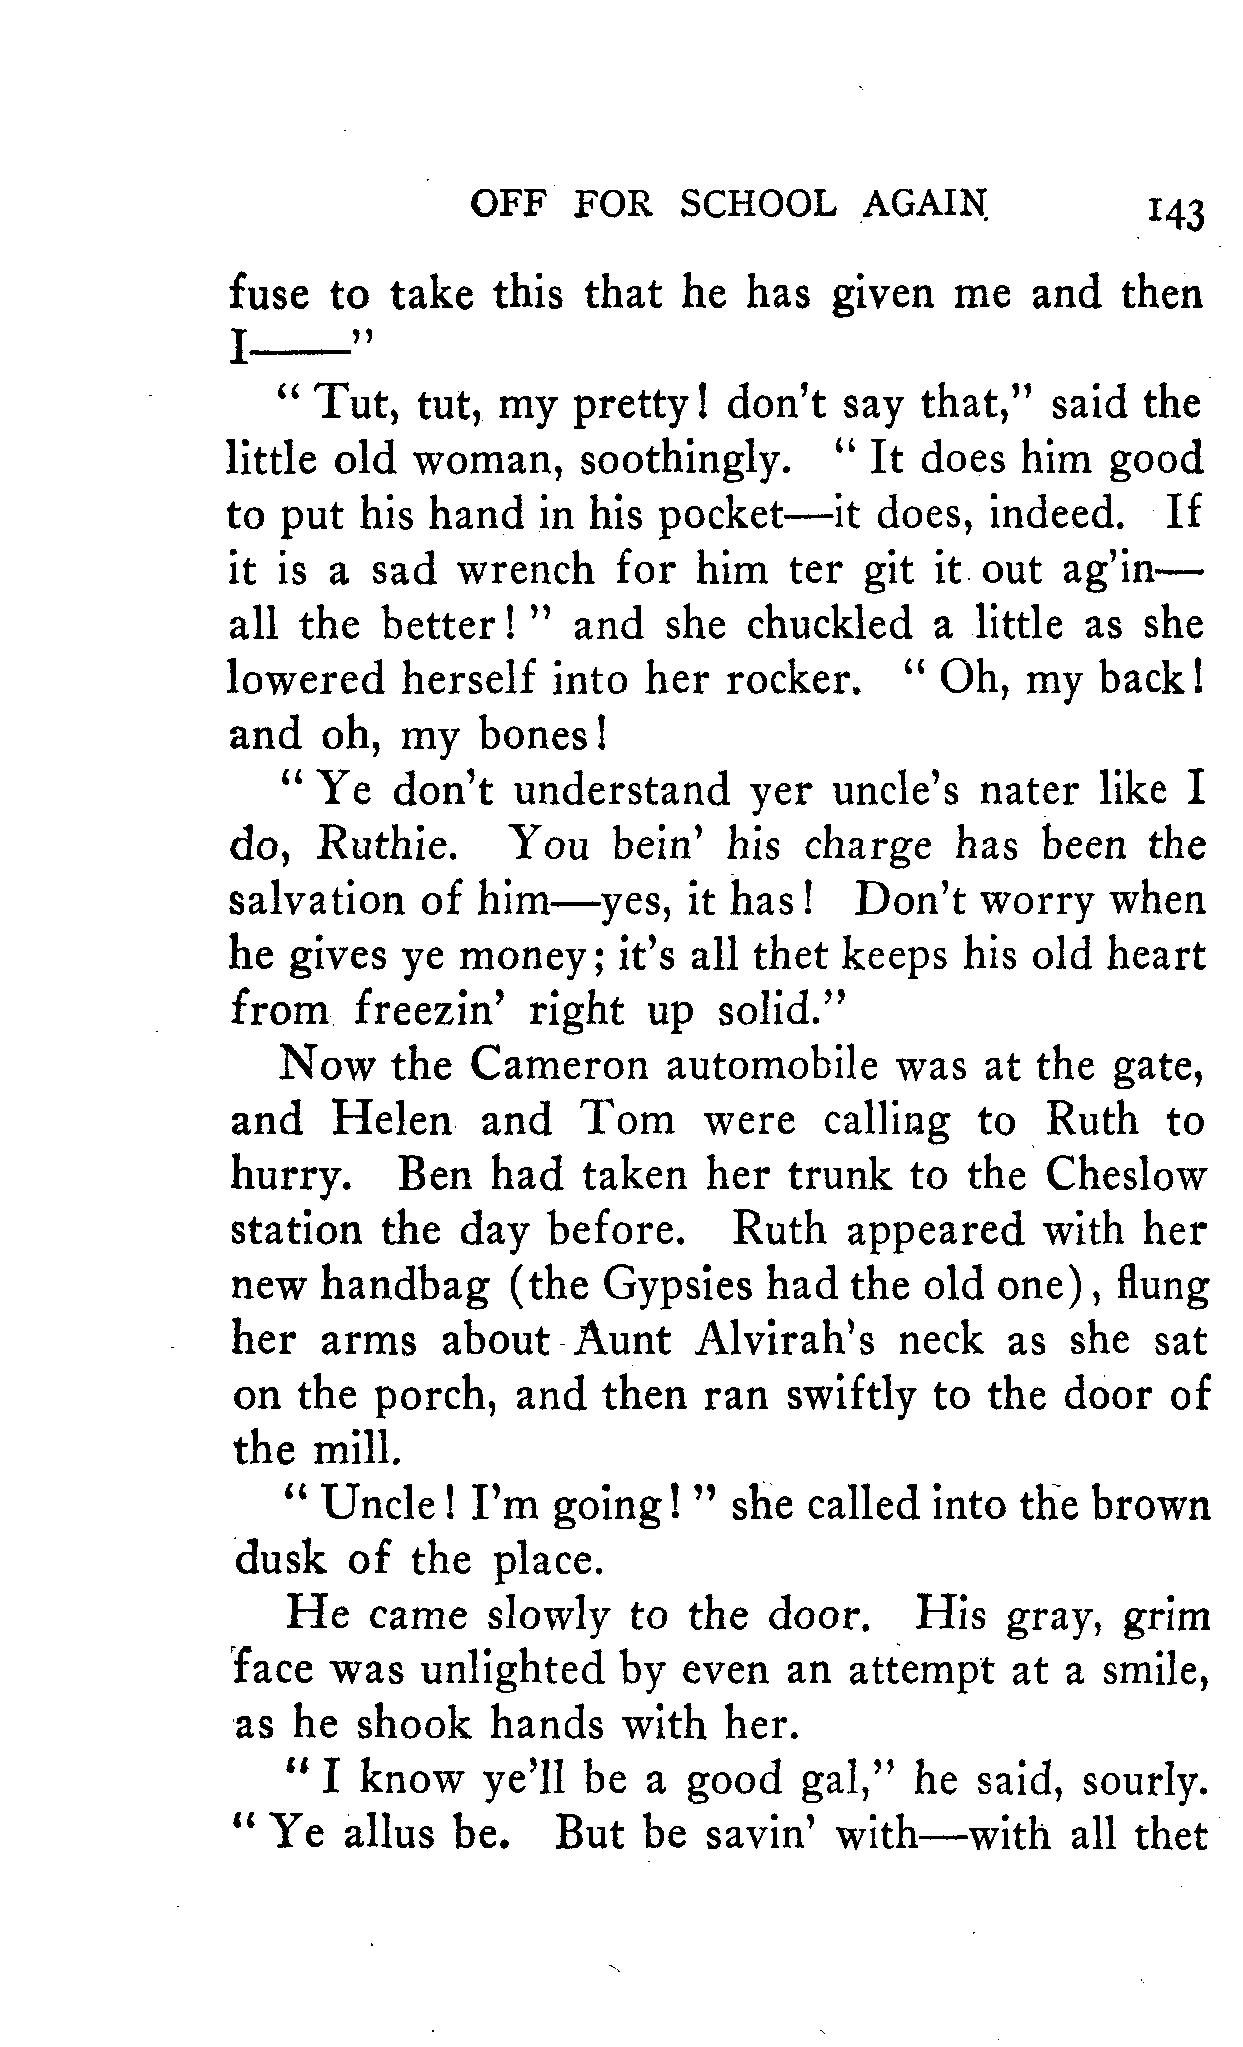 OFF FOR SCHOOL AGAIN 143
fuse to take this that he has given me and then
I——"
" Tut, tut, my pretty! don't say that," said the
little old woman, soothingly. " It does him good
to put his hand in his pocket—it does, indeed. If
it is a sad wrench for him ter git it out ag'in—
all the better! " and she chuckled a little as she
lowered herself into her rocker. " Oh, my back!
and oh, my bones!
" Ye don't understand yer uncle's nater like I
do, Ruthie. You bein' his charge has been the
salvation of him—yes, it has! Don't worry when
he gives ye money; it's all thet keeps his old heart
from freezin' right up solid."
Now the Cameron automobile was at the gate,
and Helen and Tom were calling to Ruth to
hurry. Ben had taken her trunk to the Cheslow
station the day before. Ruth appeared with her
new handbag (the Gypsies had the old one), flung
her arms about Aunt Alvirah's neck as she sat
on the porch, and then ran swiftly to the door of
the mill.
" Uncle! I'm going! " she called into the brown
dusk of the place.
He came slowly to the door. His gray, grim
face was unlighted by even an attempt at a smile,
as he shook hands with her.
" I know ye'll be a good gal," he said, sourly.
" Ye allus be. But be savin' with—with all thet